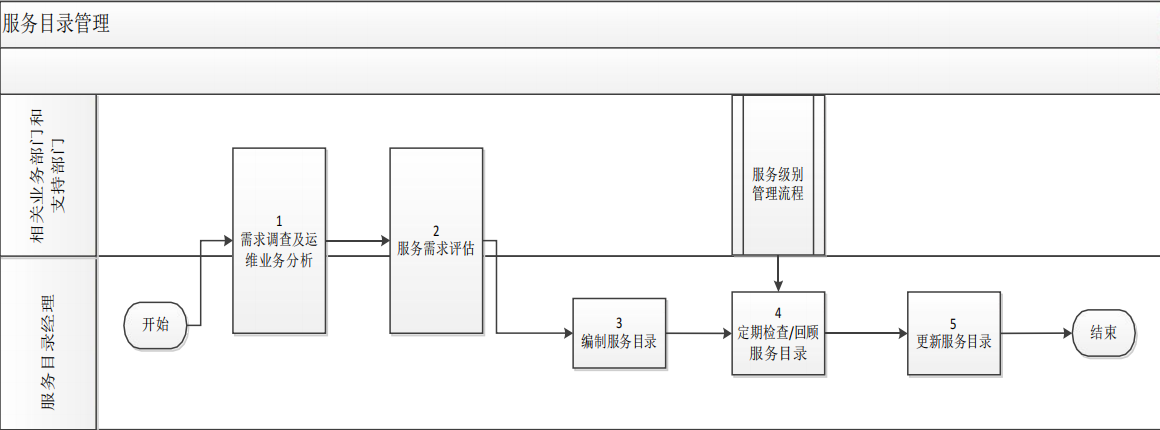 服务目录管理
相关业务部门和
支持部门
服务目录经理
开始
1
需求调查及运
维业务分析
2
服务需求评估
3
编制服务目录
服务级别
管理流程
4
定期检查/回顾
服务目录
5
更新服务目录
结束